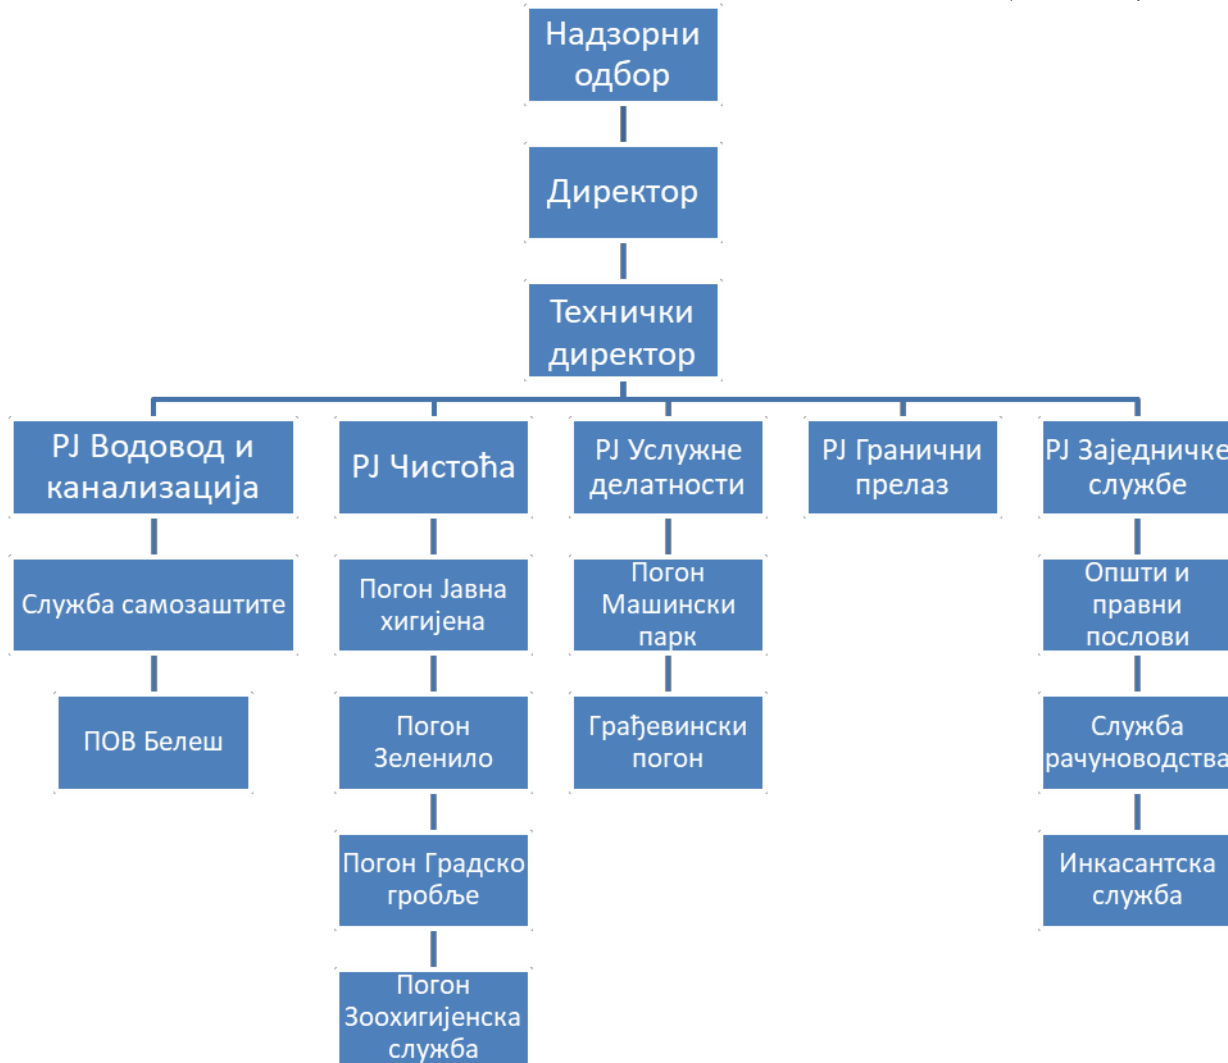 Надзорни
одбор
Директор
Технички
директор
РЈ Водовод и
канализација
РЈ Чистоћа
РЈ Услужне
делатности
РЈ Гранични
прелаз
РЈ Заједничке
службе
Служба самозаштите
Погон Јавна
хигијена
Погон
Машински
парк
Општи и
правни
послови
ПОВ Белеш
Погон
Зеленило
Грађевински
погон
Служба
рачуноводства
Погон Градско
гробље
Инкасантска
служба
Погон
Зоохигијенска
служба